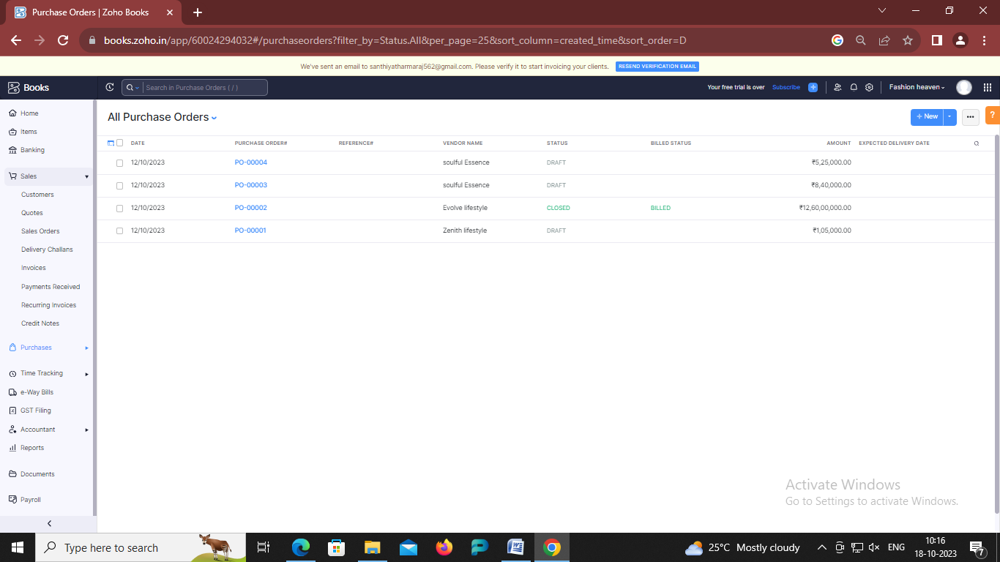 Purchase Orders | Zoho Books
books.zoho.in/app/60024294032#/purchaseorders?filter_by=Status.All&per_page=25&sort_column=created_time&sort_order=D
We've sent an email to santhiyatharmaraj562@gmail.com. Please verify it to start invoicing your clients. RESEND VERIFICATION EMAIL
Books Search in Purchase Orders ( / ) Your free trial is over Subscribe Fashion heaven
Home
Items
Banking
Sales
Customers
Quotes
Sales Orders
Delivery Challans
Invoices
Payments Received
Recurring Invoices
Credit Notes
Purchases
Time Tracking
e-Way Bills
GST Filing
Accountant
Reports
Documents
Payroll
All Purchase Orders + New ?
DATE PURCHASE ORDER# REFERENCE# VENDOR NAME STATUS BILLED STATUS AMOUNT EXPECTED DELIVERY DATE
12/10/2023 PO-00004 soulful Essence DRAFT ₹5,25,000.00
12/10/2023 PO-00003 soulful Essence DRAFT ₹8,40,000.00
12/10/2023 PO-00002 Evolve lifestyle CLOSED BILLED ₹12,60,00,000.00
12/10/2023 PO-00001 Zenith lifestyle DRAFT ₹1,05,000.00
Activate Windows
Go to Settings to activate Windows.
Type here to search 25°C Mostly cloudy ENG 10:16
18-10-2023 7